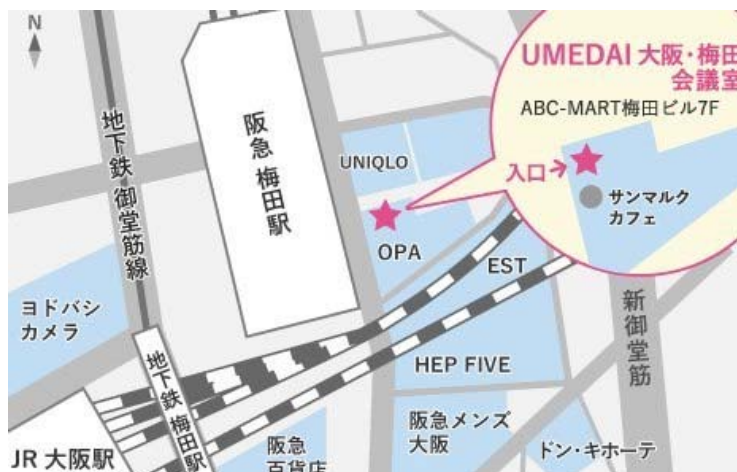 N
UMEDAI 大阪・梅田
会議室
ABC-MART梅田ビル7F
入口→
サンマルク
カフェ
地下鉄 御堂筋線
阪急 梅田駅
UNIQLO
OPA
EST
ヨドバシ
カメラ
新御堂筋
HEP FIVE
地下鉄 梅田駅
阪急メンズ
大阪
JR 大阪駅
阪急
百貨店
ドン・キホーテ